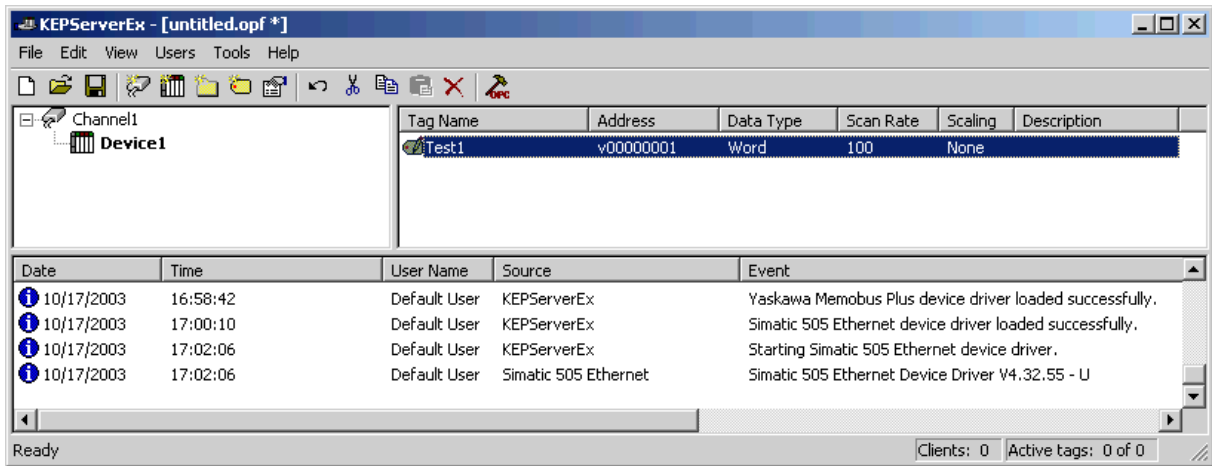 KEPServerEx - [untitled.opf *]
File Edit View Users Tools Help
OPC
Channel1
Device1
Tag Name Address Data Type Scan Rate Scaling Description
Test1 v00000001 Word 100 None
Date Time User Name Source Event
10/17/2003 16:58:42 Default User KEPServerEx Yaskawa Memobus Plus device driver loaded successfully.
10/17/2003 17:00:10 Default User KEPServerEx Simatic 505 Ethernet device driver loaded successfully.
10/17/2003 17:02:06 Default User KEPServerEx Starting Simatic 505 Ethernet device driver.
10/17/2003 17:02:06 Default User Simatic 505 Ethernet Simatic 505 Ethernet Device Driver V4.32.55 - U
Ready Clients: 0 Active tags: 0 of 0